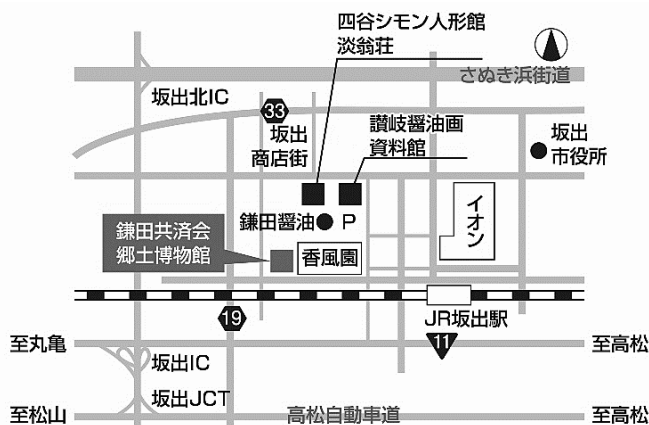 四谷シモン人形館
淡翁荘
さぬき浜街道
坂出北IC
33
坂出
商店街
讃岐醤油画
資料館
坂出
市役所
鎌田醤油
P
イオン
鎌田共済会
郷土博物館
香風園
19
JR坂出駅
11
至丸亀
至高松
坂出IC
坂出JCT
至松山
高松自動車道
至高松